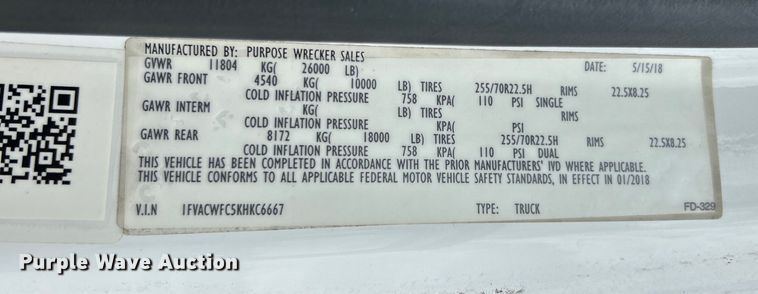 MANUFACTURED BY: PURPOSE WRECKER SALES
GVWR 11804 KG( 26000 LB) DATE: 5/15/18
GAWR FRONT 4540 KG( 10000 LB) TIRES 255/70R22.5H RIMS 22.5X8.25
COLD INFLATION PRESSURE 758 KPA( 110 PSI SINGLE
GAWR INTERM KG( LB) TIRES RIMS
COLD INFLATION PRESSURE KPA( PSI
GAWR REAR 8172 KG( 18000 LB) TIRES 255/70R22.5H RIMS 22.5X8.25
COLD INFLATION PRESSURE 758 KPA( 110 PSI DUAL
THIS VEHICLE HAS BEEN COMPLETED IN ACCORDANCE WITH THE PRIOR MANUFACTURERS' IVD WHERE APPLICABLE.
THIS VEHICLE CONFORMS TO ALL APPLICABLE FEDERAL MOTOR VEHICLE SAFETY STANDARDS, IN EFFECT IN 01/2018
V.I.N 1FVACWFC5KHKC6667 TYPE: TRUCK FD-329
Purple Wave Auction